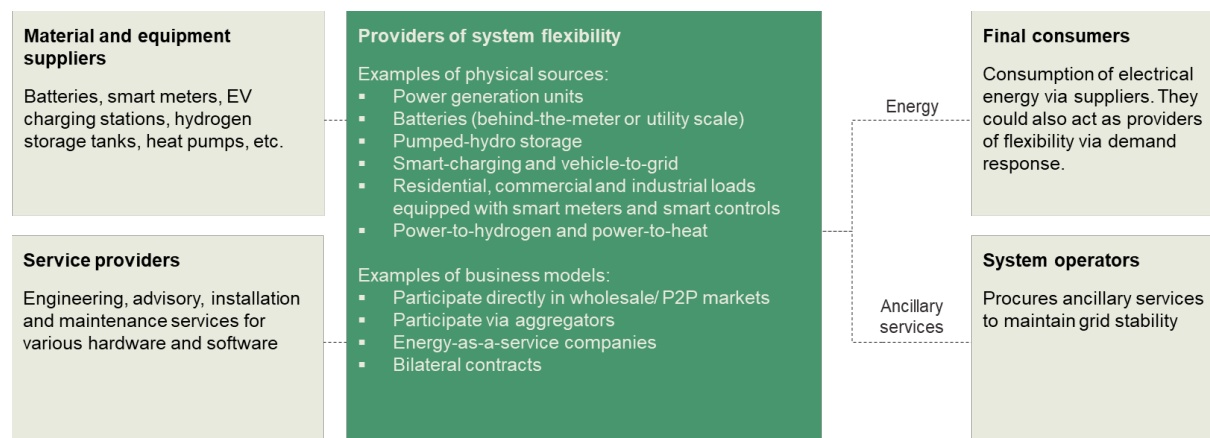 Material and equipment
suppliers
Batteries, smart meters, EV
charging stations, hydrogen
storage tanks, heat pumps, etc.
Service providers
Engineering, advisory, installation
and maintenance services for
various hardware and software
Providers of system flexibility
Examples of physical sources:
▪ Power generation units
▪ Batteries (behind-the-meter or utility scale)
▪ Pumped-hydro storage
▪ Smart-charging and vehicle-to-grid
▪ Residential, commercial and industrial loads
equipped with smart meters and smart controls
▪ Power-to-hydrogen and power-to-heat
Examples of business models:
▪ Participate directly in wholesale/ P2P markets
▪ Participate via aggregators
▪ Energy-as-a-service companies
▪ Bilateral contracts
Energy
Ancillary
services
Final consumers
Consumption of electrical
energy via suppliers. They
could also act as providers
of flexibility via demand
response.
System operators
Procures ancillary services
to maintain grid stability